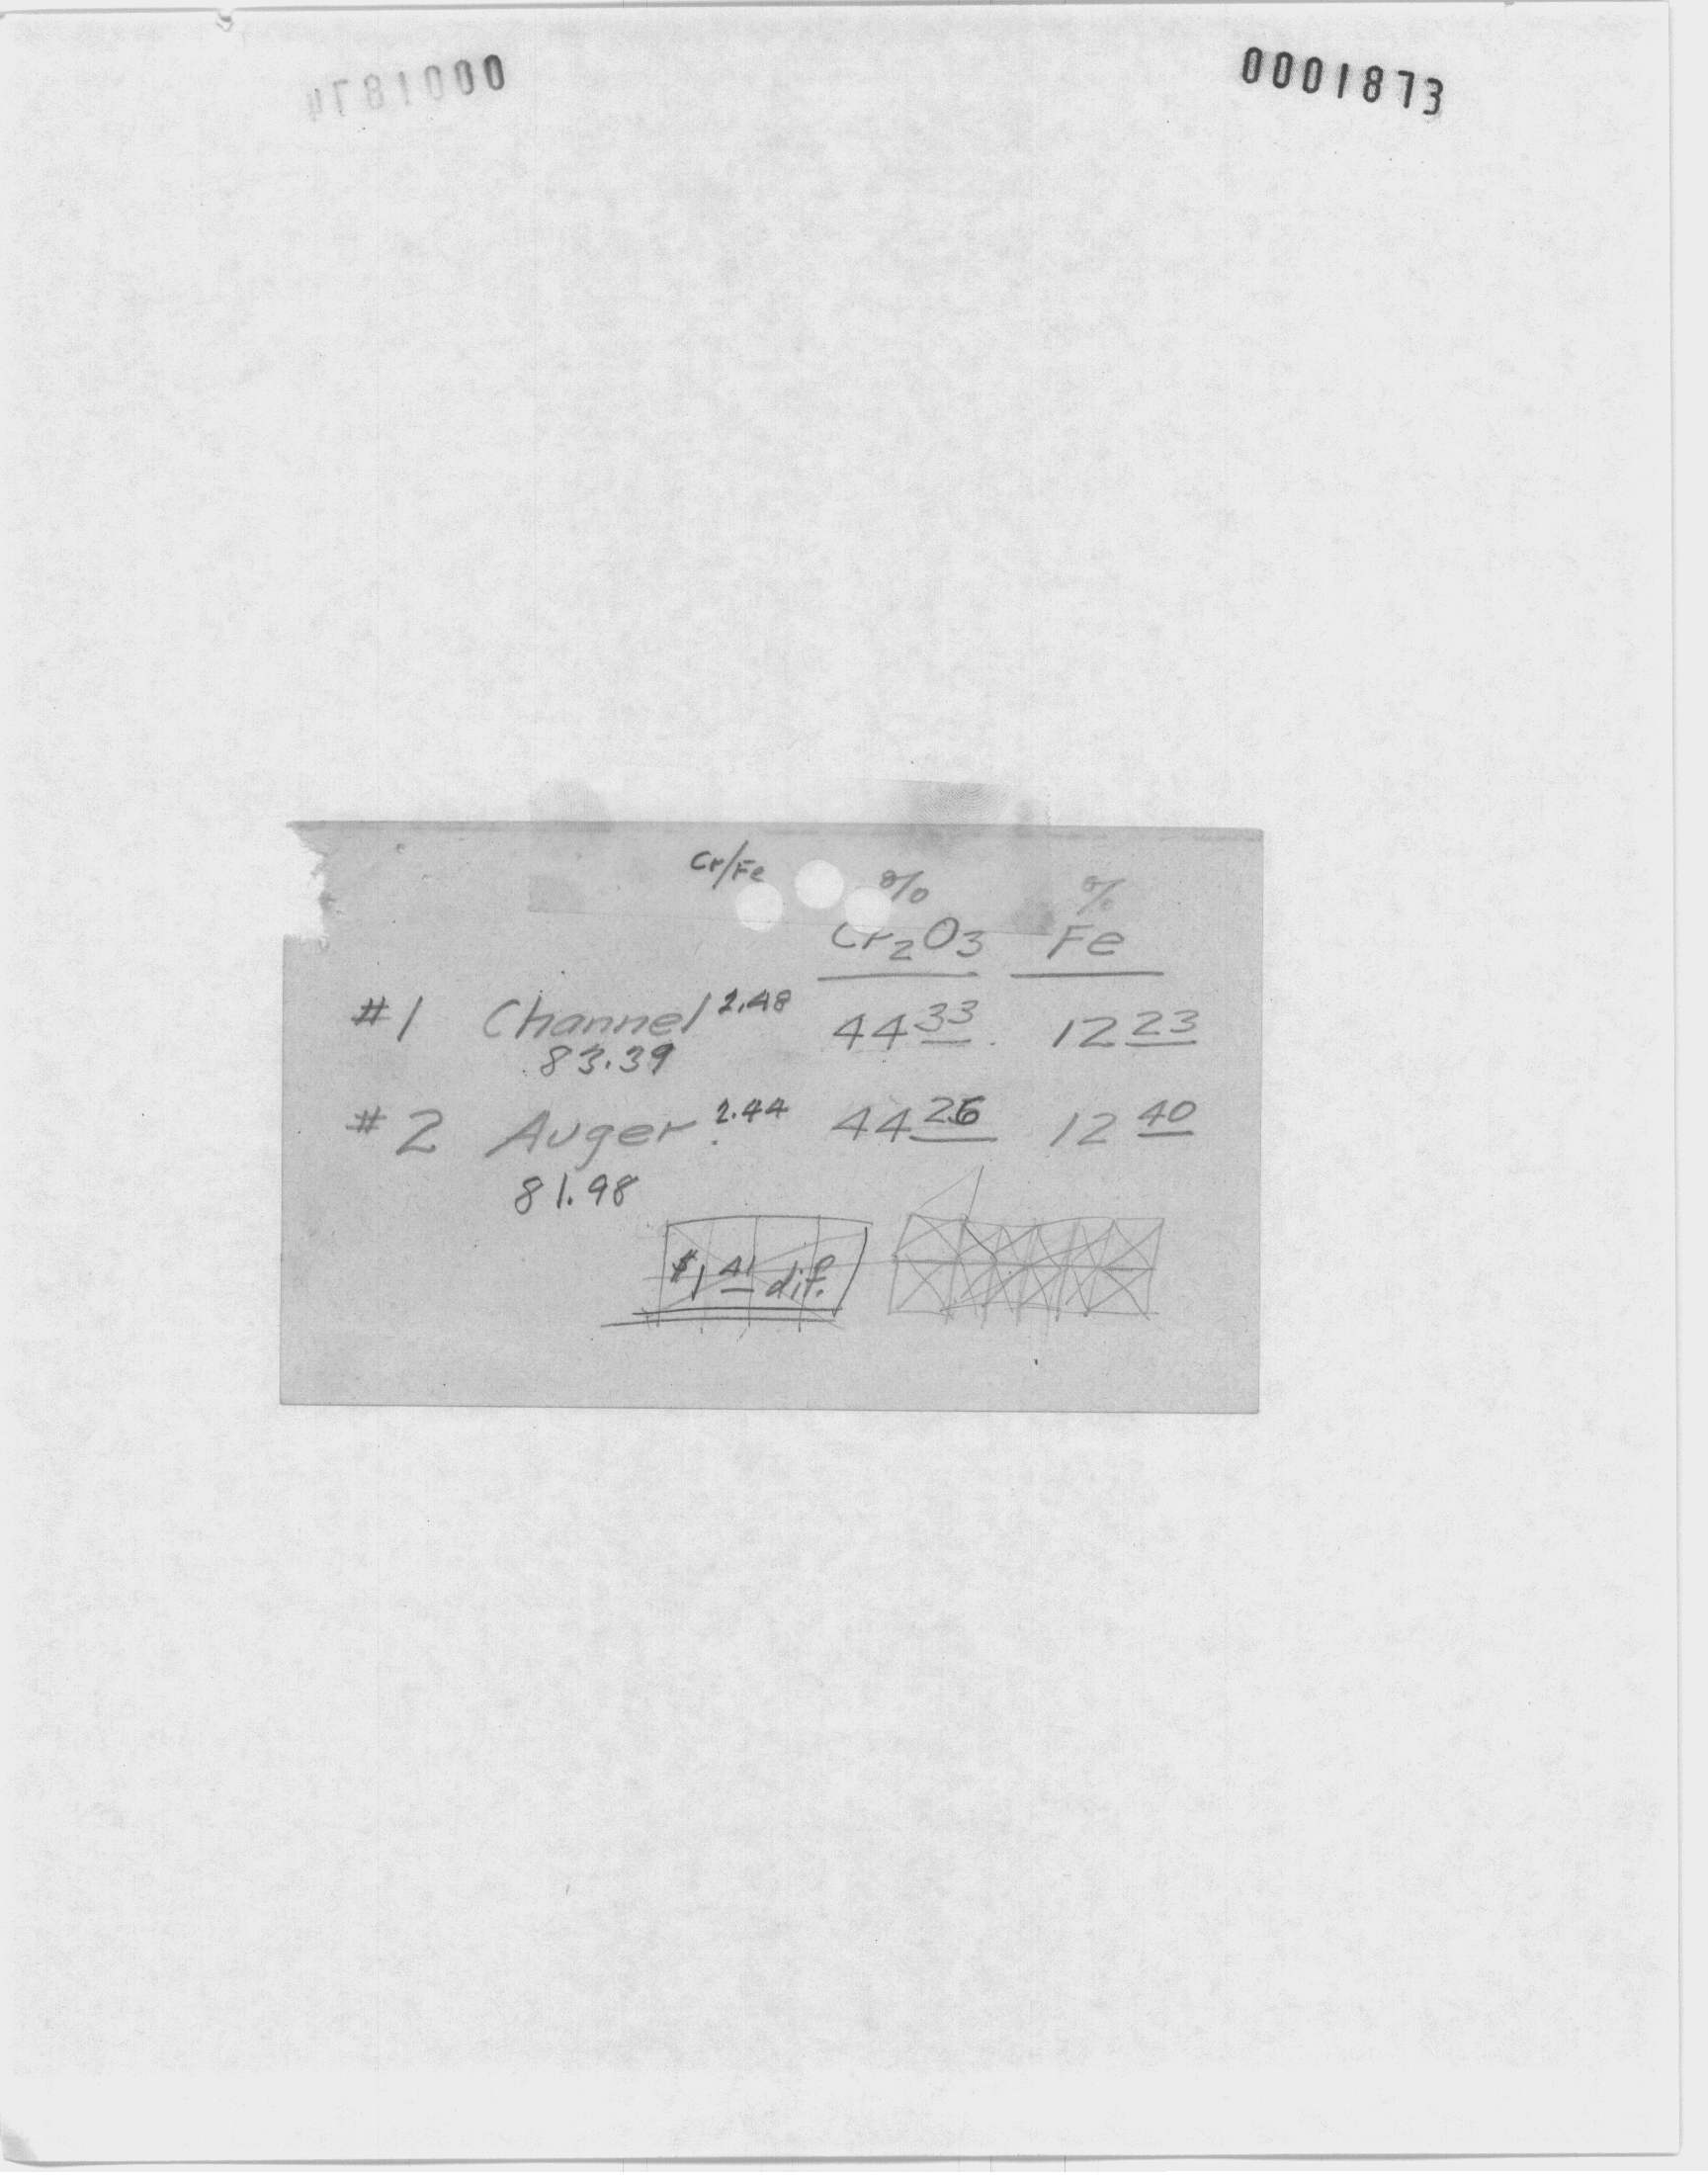 0001873
Cr/Fe % %
Cr2O3 Fe
#1 Channel 2.48 44 33 12 23
83.39
#2 Auger 2.44 44 26 12 40
81.98
$1 41 dif.